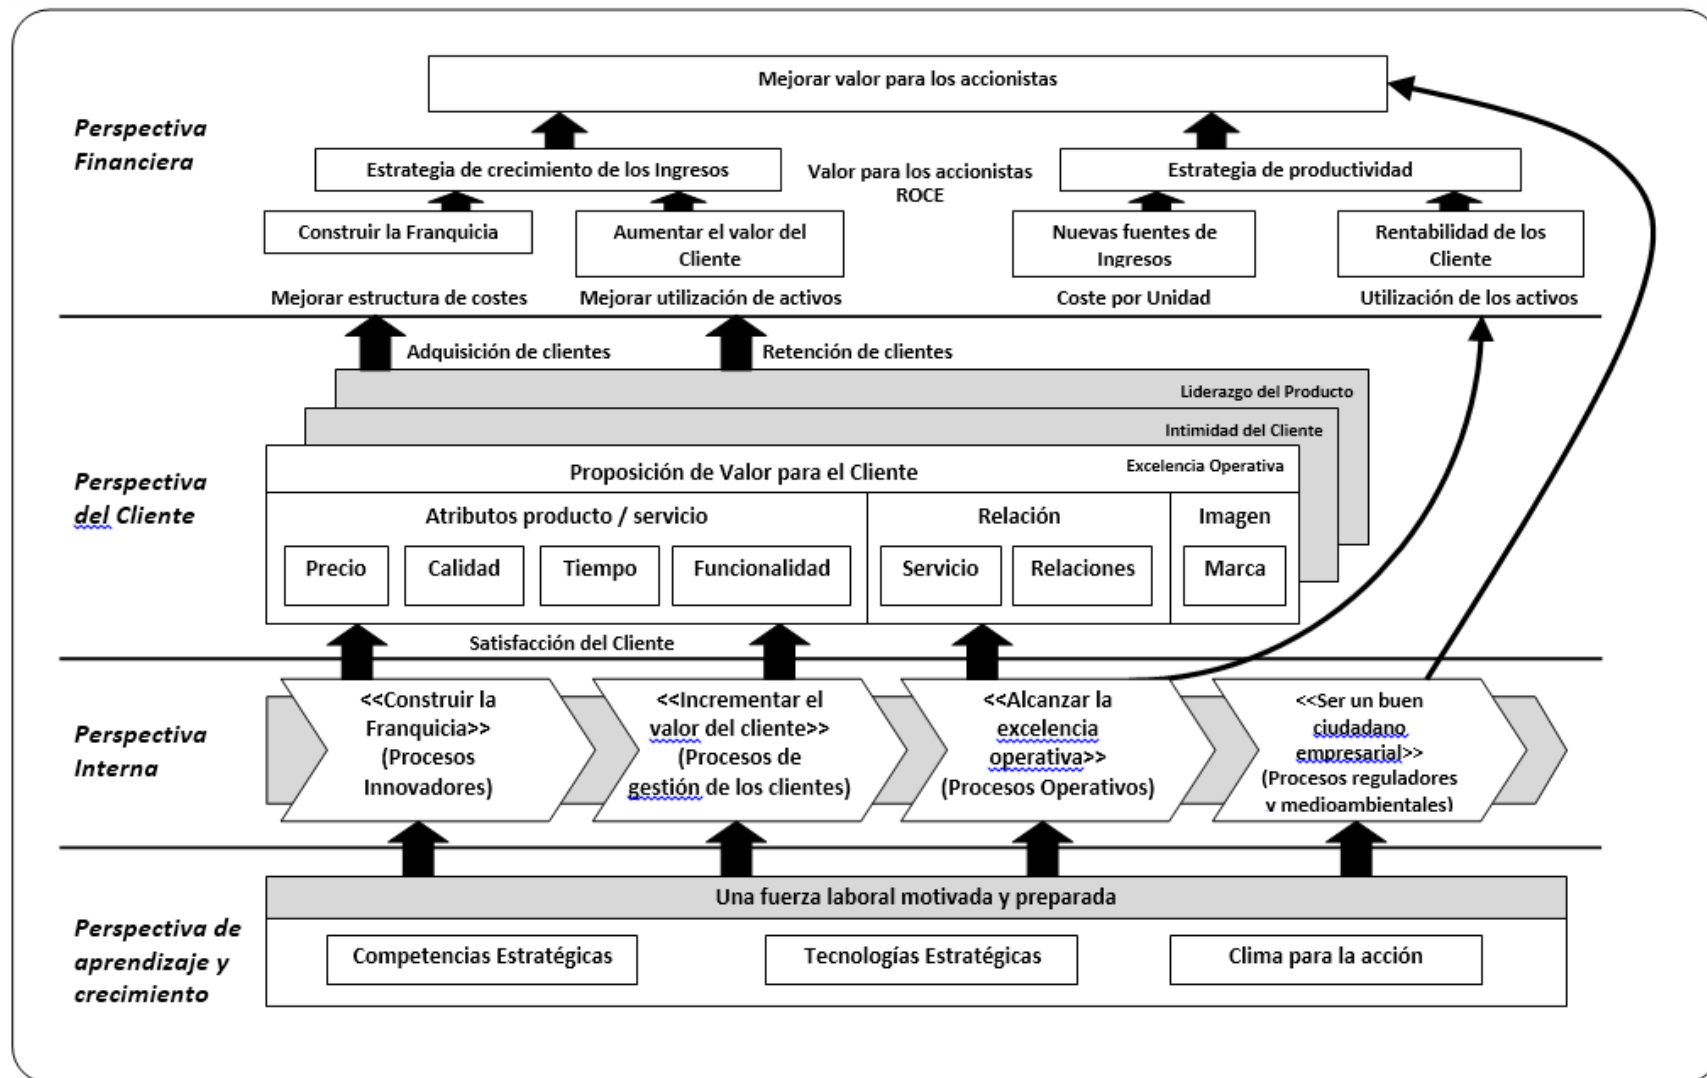 Mejorar valor para los accionistas
Perspectiva
Financiera
Estrategia de crecimiento de los Ingresos
Valor para los accionistas
ROCE
Estrategia de productividad
Construir la Franquicia
Aumentar el valor del
Cliente
Nuevas fuentes de
Ingresos
Rentabilidad de los
Cliente
Mejorar estructura de costes
Mejorar utilización de activos
Coste por Unidad
Utilización de los activos
Adquisición de clientes
Retención de clientes
Liderazgo del Producto
Intimidad del Cliente
Excelencia Operativa
Proposición de Valor para el Cliente
Perspectiva
del Cliente
Atributos producto / servicio
Relación
Imagen
Precio
Calidad
Tiempo
Funcionalidad
Servicio
Relaciones
Marca
Satisfacción del Cliente
Perspectiva
Interna
<<Construir la
Franquicia>>
(Procesos
Innovadores)
<<Incrementar el
valor del cliente>>
(Procesos de
gestión de los clientes)
<<Alcanzar la
excelencia
operativa>>
(Procesos Operativos)
<<Ser un buen
ciudadano
empresarial>>
(Procesos reguladores
y medioambientales)
Una fuerza laboral motivada y preparada
Perspectiva de
aprendizaje y
crecimiento
Competencias Estratégicas
Tecnologías Estratégicas
Clima para la acción